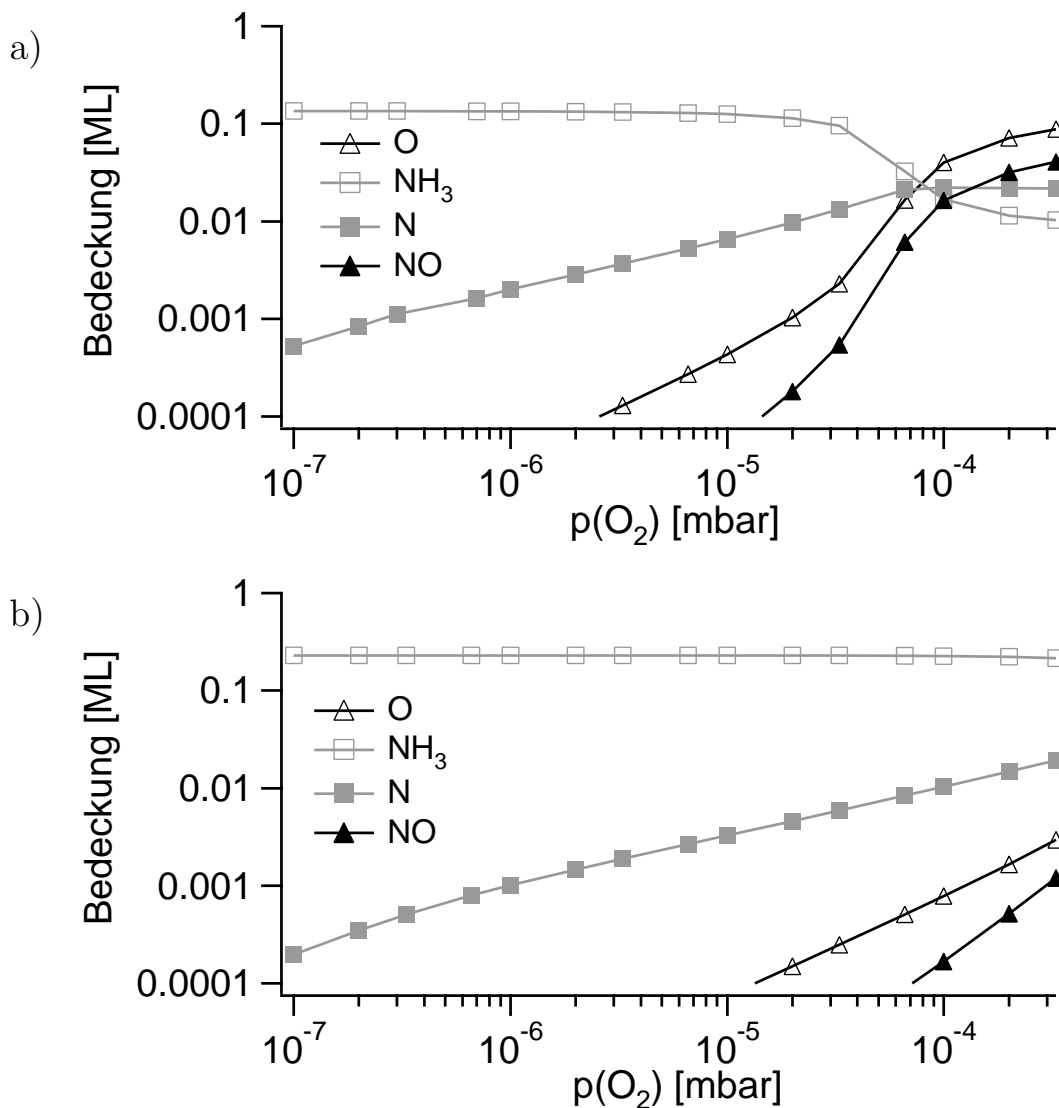 a)
Bedeckung [ML]
1
0.1
0.01
0.001
0.0001
O
NH₃
N
NO
10⁻⁷
10⁻⁶
10⁻⁵
10⁻⁴
p(O₂) [mbar]
b)
Bedeckung [ML]
1
0.1
0.01
0.001
0.0001
O
NH₃
N
NO
10⁻⁷
10⁻⁶
10⁻⁵
10⁻⁴
p(O₂) [mbar]